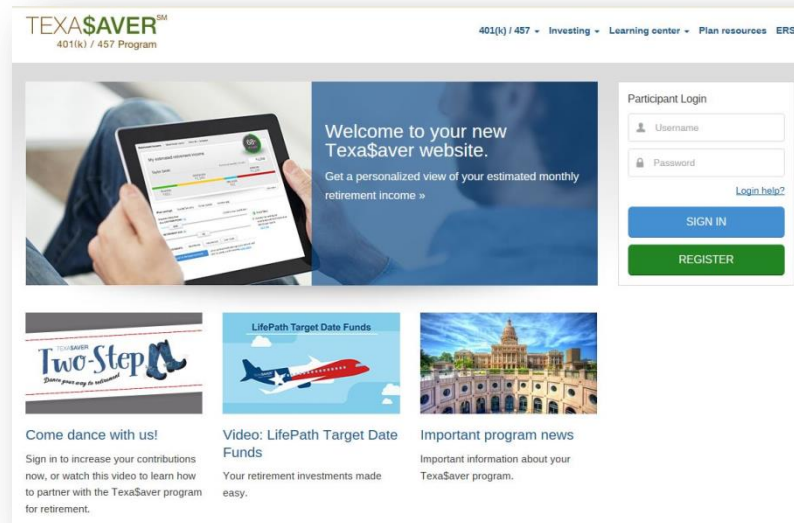 TEXA$AVER℠
401(k) / 457 Program
401(k) / 457 Investing Learning center Plan resources ERS
Welcome to your new
Texa$aver website.
Get a personalized view of your estimated monthly
retirement income »
My estimated retirement income
Participant Login
Username
Password
Login help?
SIGN IN
REGISTER
TEXA$AVER
Two-Step
Dance your way to retirement
Come dance with us!
Sign in to increase your contributions
now, or watch this video to learn how
to partner with the Texa$aver program
for retirement.
LifePath Target Date Funds
Video: LifePath Target Date
Funds
Your retirement investments made
easy.
Important program news
Important information about your
Texa$aver program.